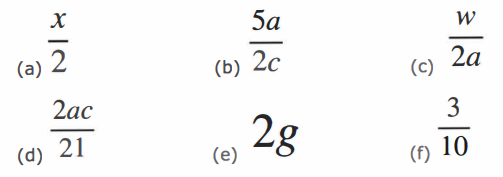 (a) x/2 (b) 5a/2c (c) w/2a
(d) 2ac/21 (e) 2g (f) 3/10